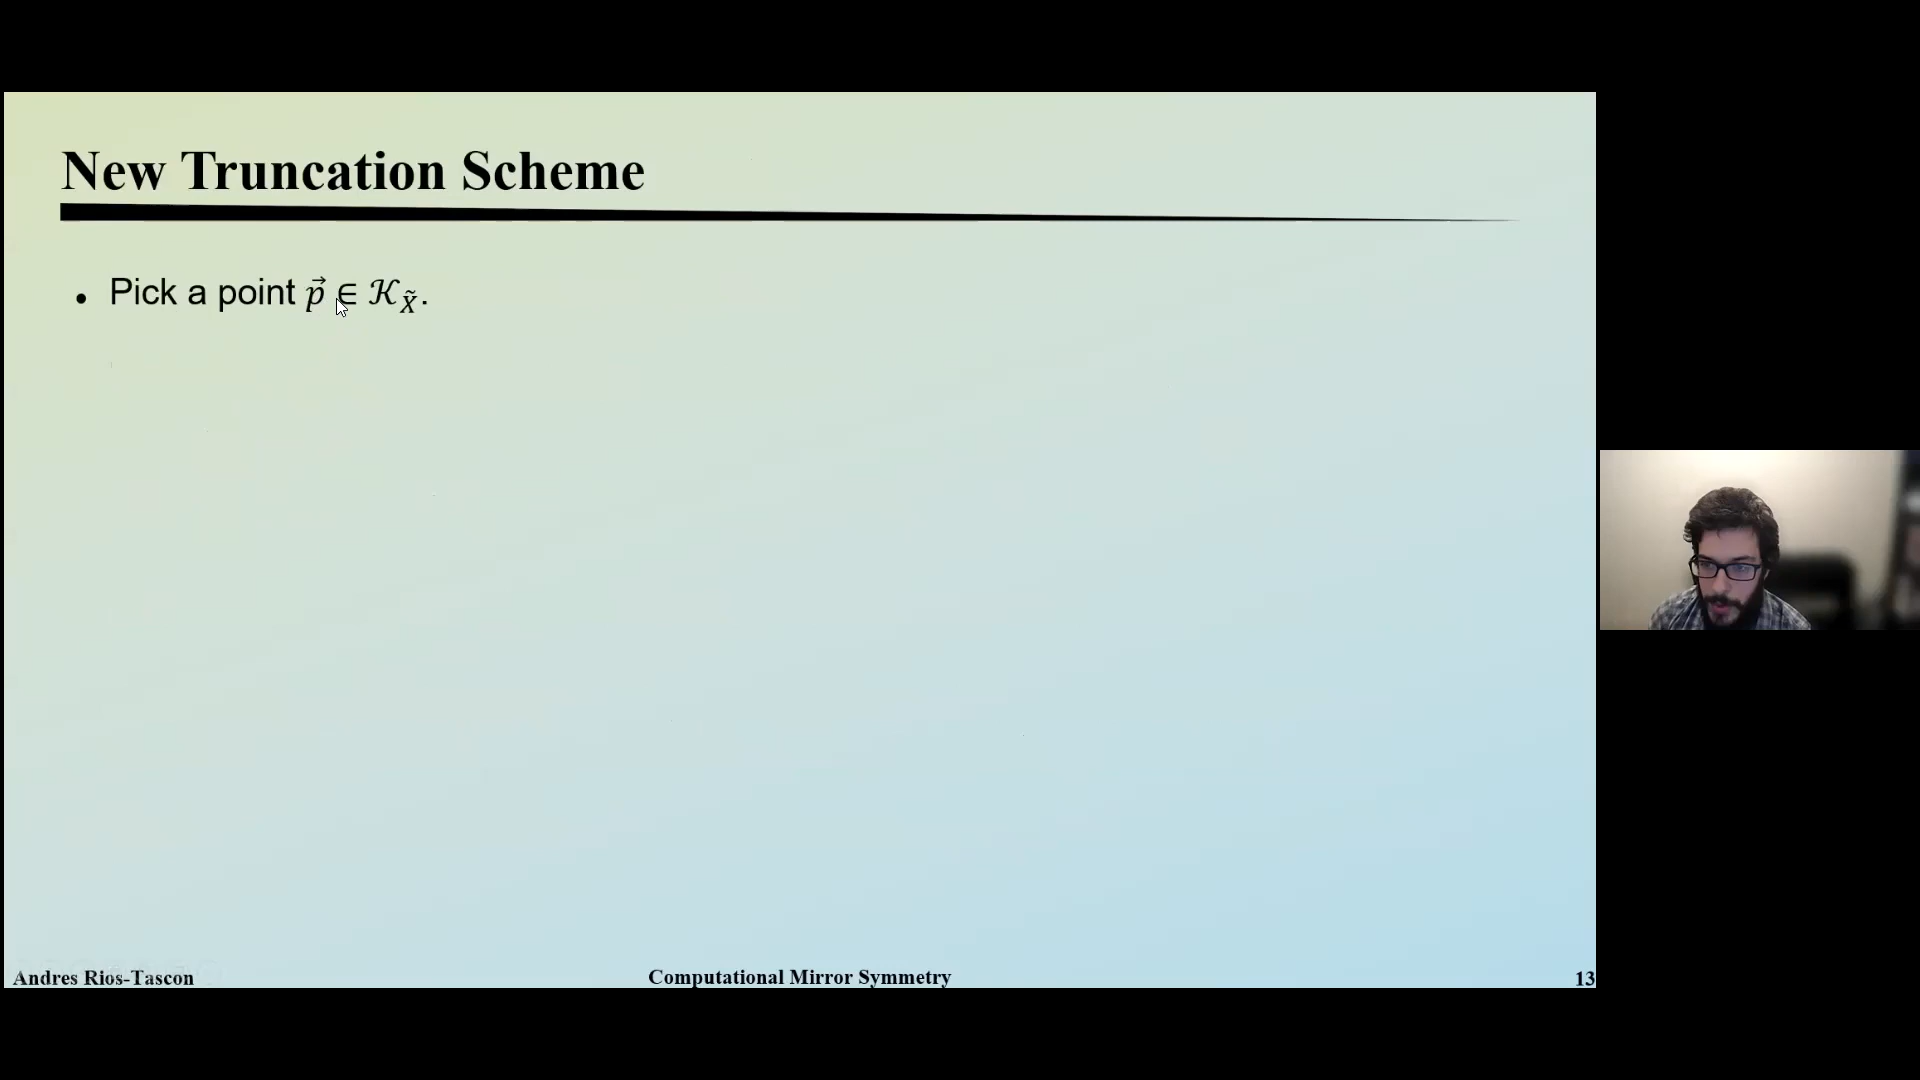 New Truncation Scheme
• Pick a point $\vec{p} \in \mathcal{K}_{\tilde{X}}$.
Andres Rios-Tascon
Computational Mirror Symmetry
13